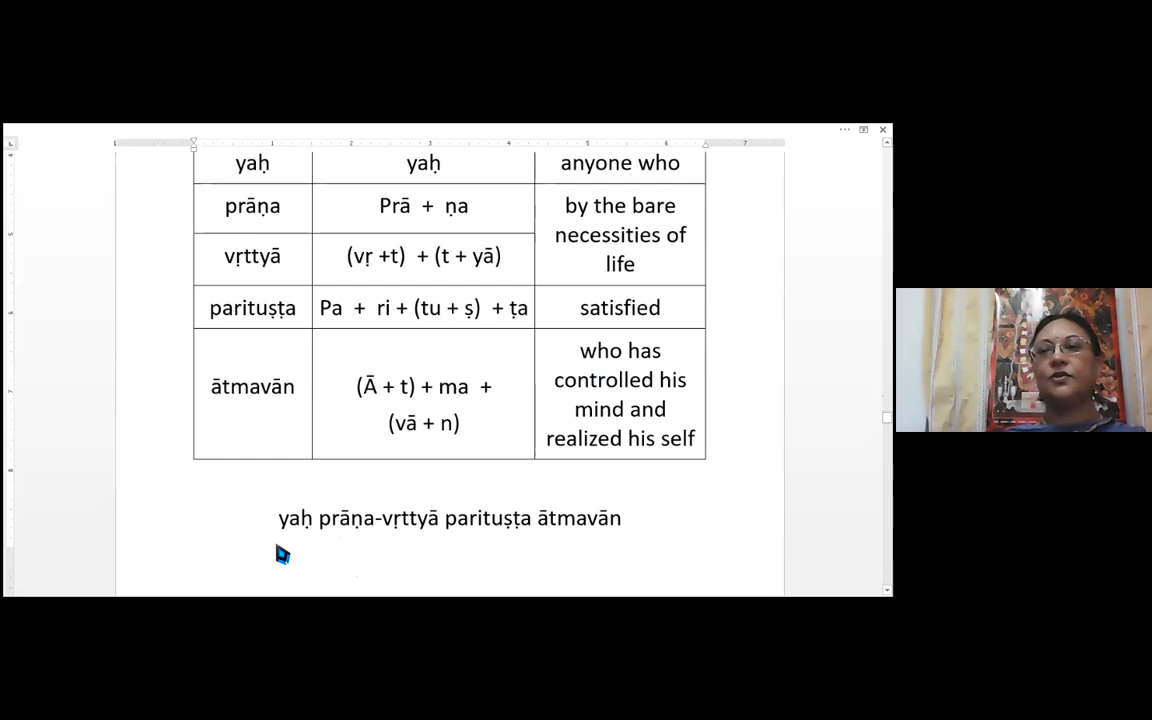 yaḥ yaḥ anyone who
prāṇa Prā + ṇa by the bare
necessities of
life
vṛttyā (vṛ +t) + (t + yā)
parituṣṭa Pa + ri + (tu + ṣ) + ṭa satisfied
ātmavān (Ā + t) + ma +
(vā + n)
who has
controlled his
mind and
realized his self
yaḥ prāṇa-vṛttyā parituṣṭa ātmavān